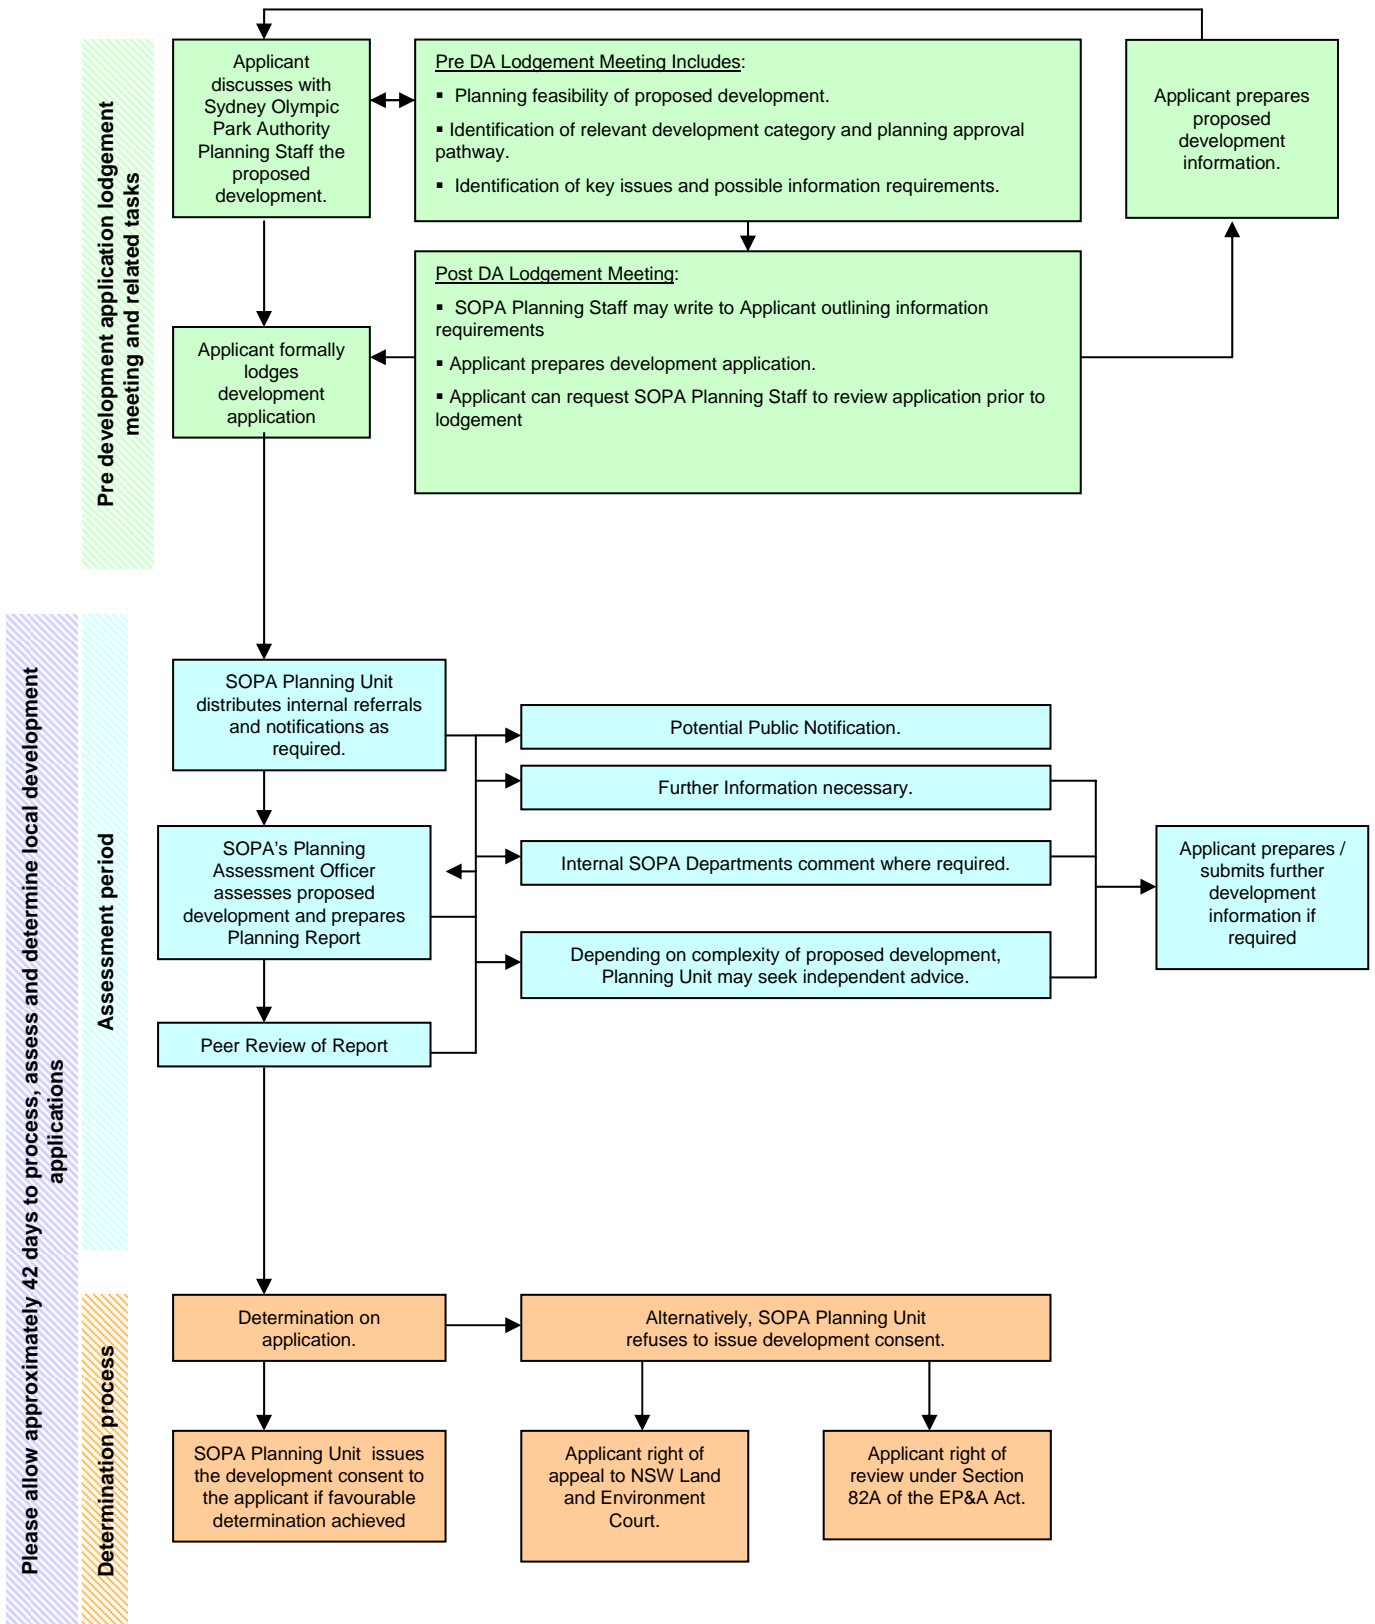 Pre development application lodgement
meeting and related tasks
Applicant
discusses with
Sydney Olympic
Park Authority
Planning Staff the
proposed
development.
Pre DA Lodgement Meeting Includes:
▪ Planning feasibility of proposed development.
▪ Identification of relevant development category and planning approval
pathway.
▪ Identification of key issues and possible information requirements.
Applicant prepares
proposed
development
information.
Post DA Lodgement Meeting:
▪ SOPA Planning Staff may write to Applicant outlining information
requirements
▪ Applicant prepares development application.
▪ Applicant can request SOPA Planning Staff to review application prior to
lodgement
Applicant formally
lodges
development
application
Please allow approximately 42 days to process, assess and determine local development
applications
Assessment period
SOPA Planning Unit
distributes internal referrals
and notifications as
required.
Potential Public Notification.
Further Information necessary.
SOPA's Planning
Assessment Officer
assesses proposed
development and prepares
Planning Report
Internal SOPA Departments comment where required.
Applicant prepares /
submits further
development
information if
required
Depending on complexity of proposed development,
Planning Unit may seek independent advice.
Peer Review of Report
Determination process
Determination on
application.
Alternatively, SOPA Planning Unit
refuses to issue development consent.
SOPA Planning Unit issues
the development consent to
the applicant if favourable
determination achieved
Applicant right of
appeal to NSW Land
and Environment
Court.
Applicant right of
review under Section
82A of the EP&A Act.